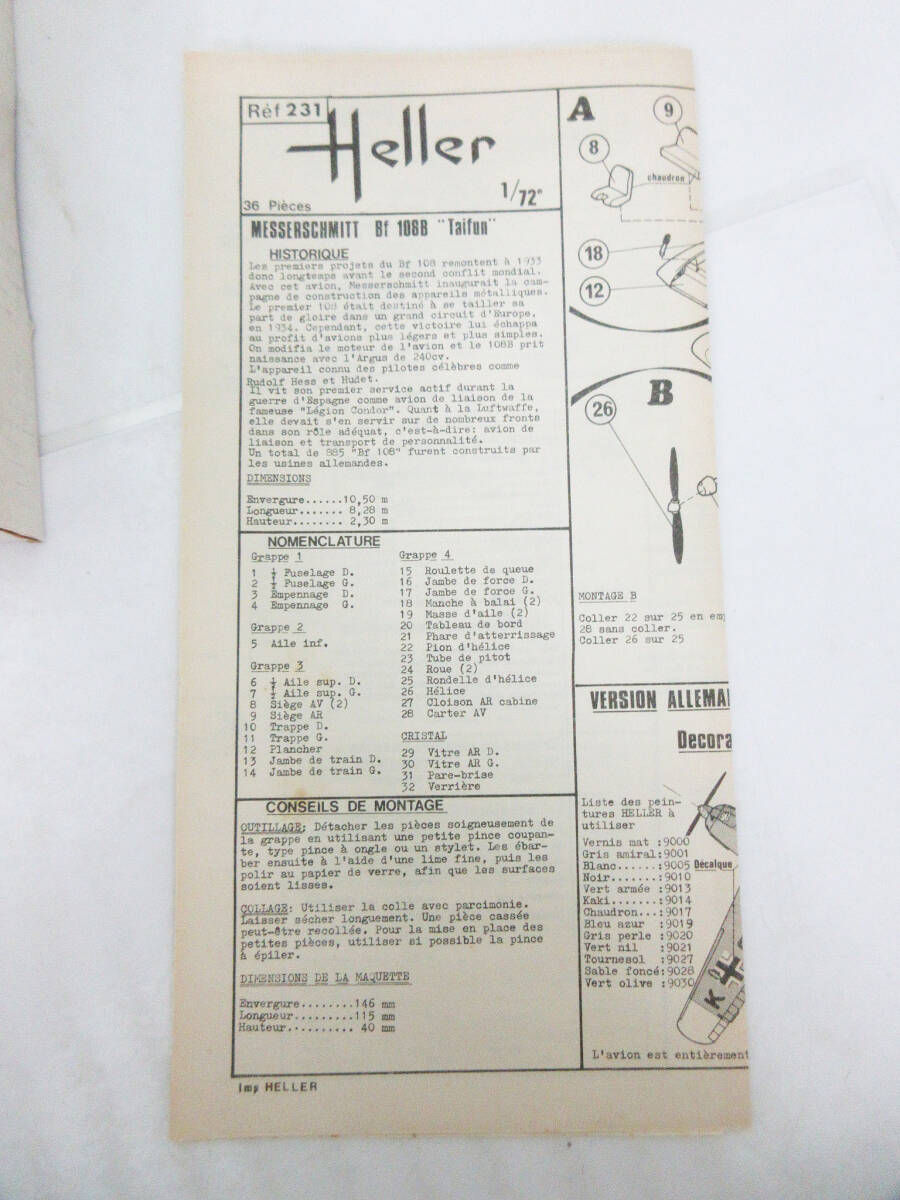 Réf 231
Heller
36 Pièces
1/72°
MESSERSCHMITT Bf 108B "Taifun"
HISTORIQUE
Les premiers projets du Bf 108 remontent à 1933
donc longtemps avant le second conflit mondial.
Avec cet avion, Messerschmitt inaugurait la cam-
pagne de construction des appareils métalliques.
Le premier 108 était destiné à se tailler sa
part de gloire dans un grand circuit d'Europe,
en 1934. Cependant, cette victoire lui échappa
au profit d'avions plus légers et plus simples.
On modifia le moteur de l'avion et le 108B prit
naissance avec l'Argus de 240cv.
L'appareil connu des pilotes célèbres comme
Rudolf Hess et Hudet.
Il vit son premier service actif durant la
guerre d'Espagne comme avion de liaison de la
fameuse "Légion Condor". Quant à la Luftwaffe,
elle devait s'en servir sur de nombreux fronts
dans son rôle adéquat, c'est-à-dire: avion de
liaison et transport de personnalité.
Un total de 885 "Bf 108" furent construits par
les usines allemandes.
DIMENSIONS
Envergure......10,50 m
Longueur....... 8,28 m
Hauteur........ 2,30 m
NOMENCLATURE
Grappe 1
1 ½ Fuselage D.
2 ½ Fuselage G.
3 Empennage D.
4 Empennage G.
Grappe 2
5 Aile inf.
Grappe 3
6 ½ Aile sup. D.
7 ½ Aile sup. G.
8 Siège AV (2)
9 Siège AR
10 Trappe D.
11 Trappe G.
12 Plancher
13 Jambe de train D.
14 Jambe de train G.
Grappe 4
15 Roulette de queue
16 Jambe de force D.
17 Jambe de force G.
18 Manche à balai (2)
19 Masse d'aile (2)
20 Tableau de bord
21 Phare d'atterrissage
22 Pion d'hélice
23 Tube de pitot
24 Roue (2)
25 Rondelle d'hélice
26 Hélice
27 Cloison AR cabine
28 Carter AV
CRISTAL
29 Vitre AR D.
30 Vitre AR G.
31 Pare-brise
32 Verrière
CONSEILS DE MONTAGE
OUTILLAGE: Détacher les pièces soigneusement de
la grappe en utilisant une petite pince coupan-
te, type pince à ongle ou un stylet. Les ébar-
ber ensuite à l'aide d'une lime fine, puis les
polir au papier de verre, afin que les surfaces
soient lisses.
COLLAGE: Utiliser la colle avec parcimonie.
Laisser sécher longuement. Une pièce cassée
peut-être recollée. Pour la mise en place des
petites pièces, utiliser si possible la pince
à épiler.
DIMENSIONS DE LA MAQUETTE
Envergure........146 mm
Longueur.........115 mm
Hauteur.......... 40 mm
Imp HELLER
A
9
8
chaudron
18
12
B
26
MONTAGE B
Coller 22 sur 25 en
28 sans coller.
Coller 26 sur 25
VERSION ALLEMA
Decora
Liste des pein-
tures HELLER à
utiliser
Vernis mat :9000
Gris amiral:9001
Blanc......:9005
Noir.......:9010
Vert armée :9013
Kaki.......:9014
Chaudron...:9017
Bleu azur :9019
Gris perle :9020
Vert nil :9021
Tournesol :9027
Sable foncé:9028
Vert olive :9030
Décalque
K
L'avion est entièrement